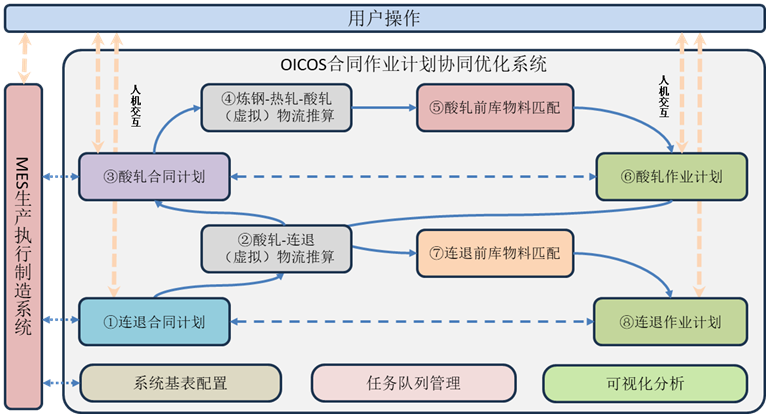 用户操作
OICOS合同作业计划协同优化系统
人机交互
④炼钢-热轧-酸轧
（虚拟）物流推算
⑤酸轧前库物料匹配
人机交互
MES生产执行制造系统
③酸轧合同计划
⑥酸轧作业计划
②酸轧-连退
（虚拟）物流推算
⑦连退前库物料匹配
①连退合同计划
⑧连退作业计划
系统基表配置
任务队列管理
可视化分析